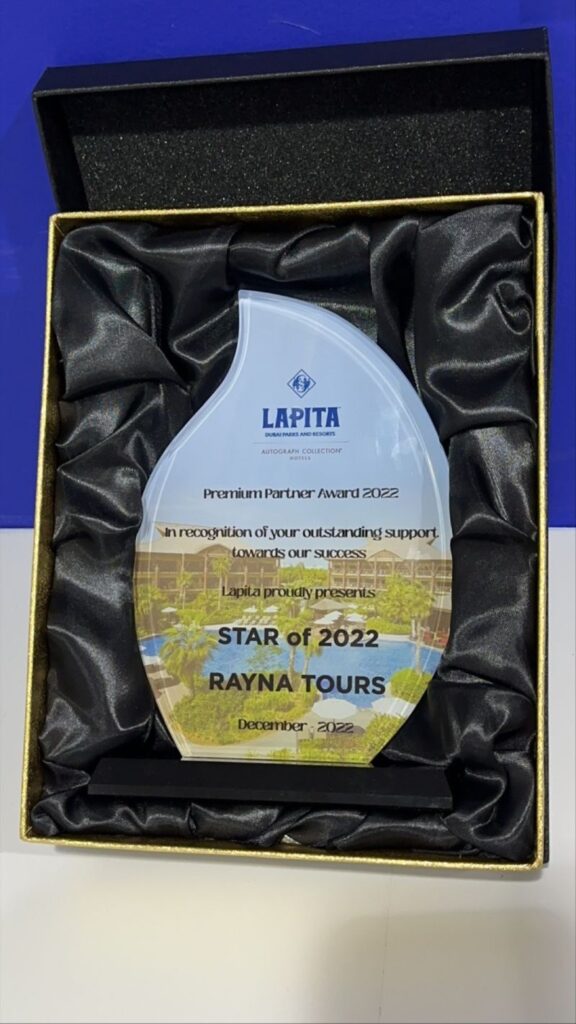 LAPITA
DUBAI PARKS AND RESORTS
AUTOGRAPH COLLECTION®
HOTELS
Premium Partner Award 2022
In recognition of your outstanding support
towards our success
Lapita proudly presents
STAR of 2022
RAYNA TOURS
December - 2022